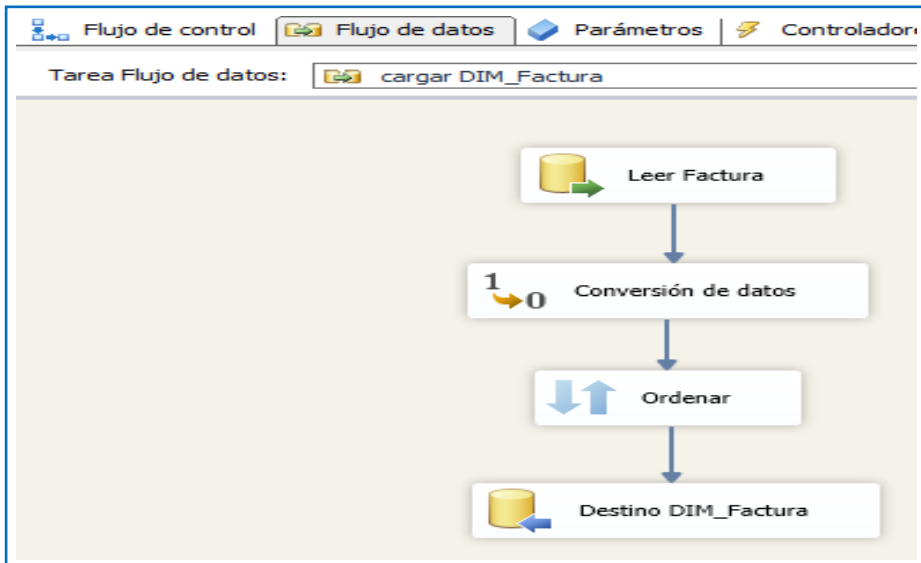 Flujo de control Flujo de datos Parámetros Controladore
Tarea Flujo de datos: cargar DIM_Factura
Leer Factura
1 0 Conversión de datos
Ordenar
Destino DIM_Factura